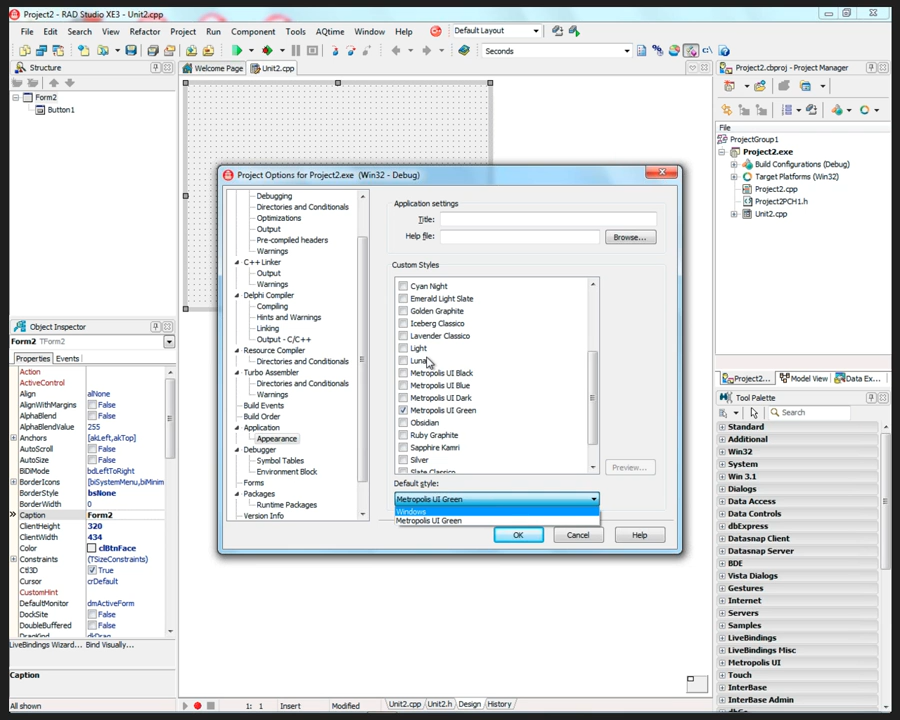 Project2 - RAD Studio XE3 - Unit2.cpp
File Edit Search View Refactor Project Run Component Tools AQtime Window Help Default Layout
Seconds
Structure
Welcome Page Unit2.cpp
Project2.cbproj - Project Manager
Form2
Button1
File
ProjectGroup1
Project2.exe
Build Configurations (Debug)
Target Platforms (Win32)
Project2.cpp
Project2PCH1.h
Unit2.cpp
Project Options for Project2.exe (Win32 - Debug)
Debugging
Directories and Conditionals
Optimizations
Output
Pre-compiled headers
Warnings
C++ Linker
Output
Warnings
Delphi Compiler
Compiling
Hints and Warnings
Linking
Output - C/C++
Resource Compiler
Directories and Conditionals
Turbo Assembler
Directories and Conditionals
Warnings
Build Events
Build Order
Application
Appearance
Debugger
Symbol Tables
Environment Block
Forms
Packages
Runtime Packages
Version Info
Application settings
Title:
Help file:
Browse...
Custom Styles
Cyan Night
Emerald Light Slate
Golden Graphite
Iceberg Classico
Lavender Classico
Light
Luna
Metropolis UI Black
Metropolis UI Blue
Metropolis UI Dark
Metropolis UI Green
Obsidian
Ruby Graphite
Sapphire Kamri
Silver
Slate Classico
Preview...
Default style:
Metropolis UI Green
Windows
Metropolis UI Green
OK Cancel Help
Object Inspector
Form2 TForm2
Properties Events
Action
ActiveControl
Align alNone
AlignWithMargins False
AlphaBlend False
AlphaBlendValue 255
Anchors [akLeft,akTop]
AutoScroll False
AutoSize False
BiDiMode bdLeftToRight
BorderIcons [biSystemMenu,biMinim
BorderStyle bsNone
BorderWidth 0
Caption Form2
ClientHeight 320
ClientWidth 434
Color clBtnFace
Constraints (TSizeConstraints)
Ctl3D True
Cursor crDefault
CustomHint
DefaultMonitor dmActiveForm
DockSite False
DoubleBuffered False
DragKind dkDrag
LiveBindings Wizard... Bind Visually...
Caption
All shown
Project2... Model View Data Ex...
Tool Palette
Search
Standard
Additional
Win32
System
Win 3.1
Dialogs
Data Access
Data Controls
dbExpress
Datasnap Client
Datasnap Server
BDE
Vista Dialogs
Gestures
Internet
Servers
Samples
LiveBindings
LiveBindings Misc
Metropolis UI
Touch
InterBase
InterBase Admin
dbGo
1: 1 Insert Modified Unit2.cpp Unit2.h Design History